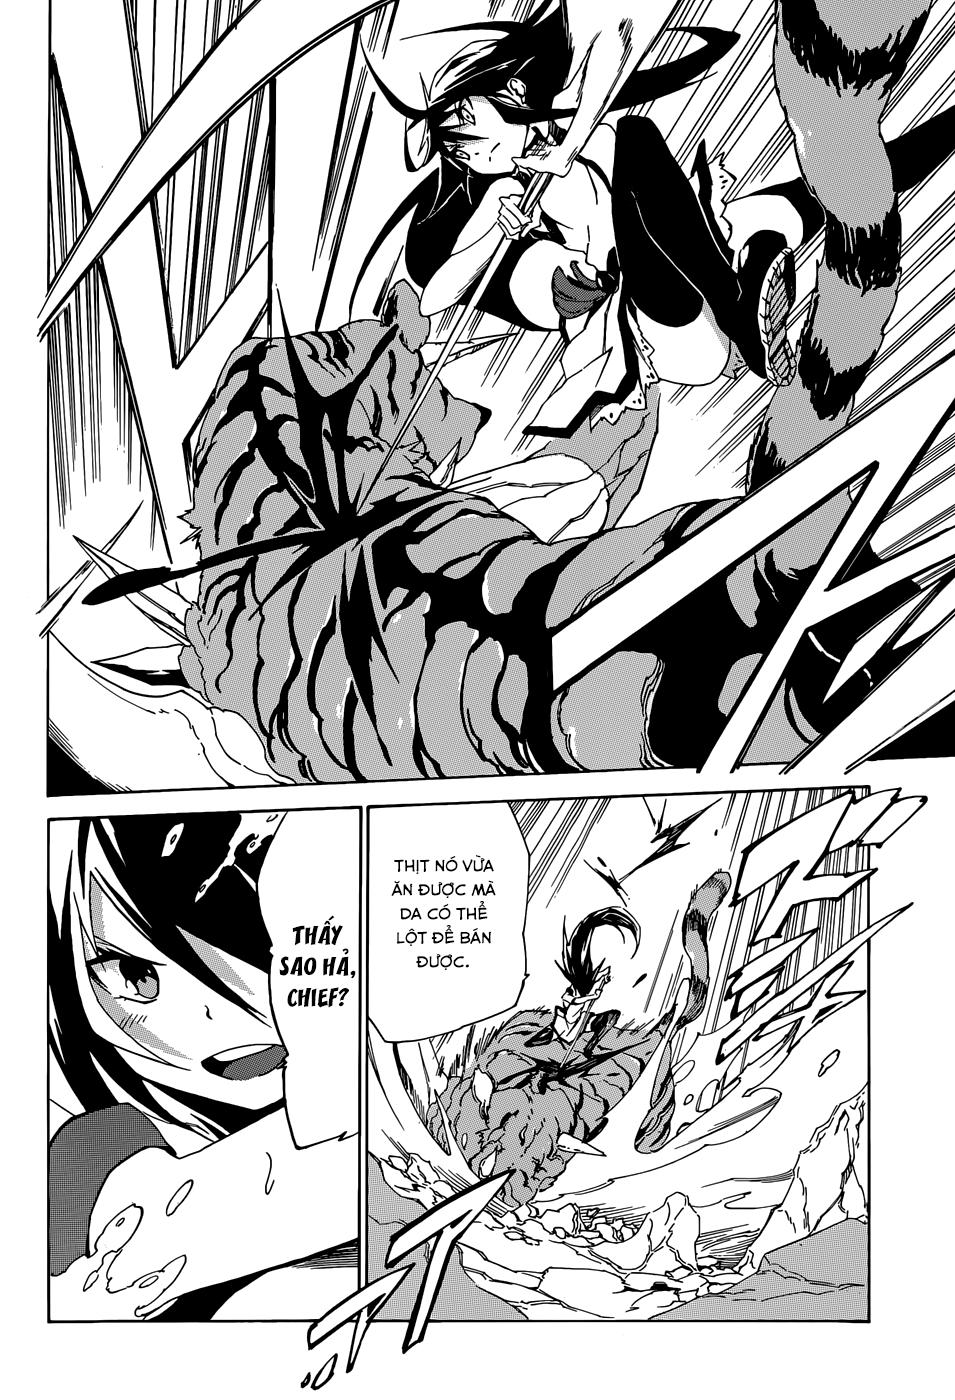 THỊT NÓ VỪA
ĂN ĐƯỢC MÀ
DA CÓ THỂ
LỘT ĐỂ BÁN
ĐƯỢC.
THẤY
SAO HẢ,
CHIEF?